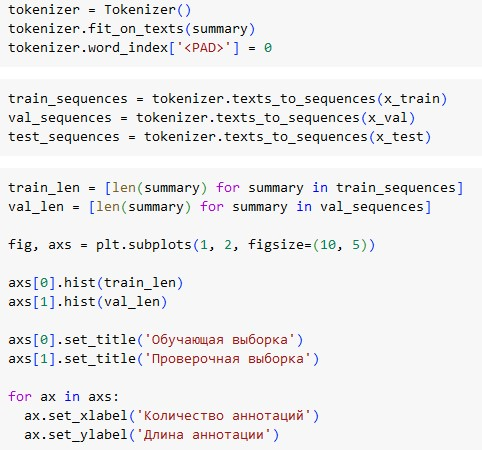 tokenizer = Tokenizer()
tokenizer.fit_on_texts(summary)
tokenizer.word_index['<PAD>'] = 0
train_sequences = tokenizer.texts_to_sequences(x_train)
val_sequences = tokenizer.texts_to_sequences(x_val)
test_sequences = tokenizer.texts_to_sequences(x_test)
train_len = [len(summary) for summary in train_sequences]
val_len = [len(summary) for summary in val_sequences]
fig, axs = plt.subplots(1, 2, figsize=(10, 5))
axs[0].hist(train_len)
axs[1].hist(val_len)
axs[0].set_title('Обучающая выборка')
axs[1].set_title('Проверочная выборка')
for ax in axs:
  ax.set_xlabel('Количество аннотаций')
  ax.set_ylabel('Длина аннотации')